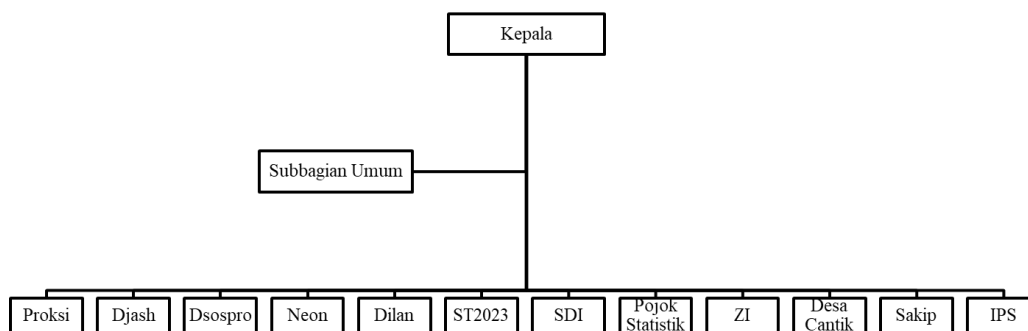 Kepala
Subbagian Umum
Proksi
Djash
Dsospro
Neon
Dilan
ST2023
SDI
Pojok
Statistik
ZI
Desa
Cantik
Sakip
IPS